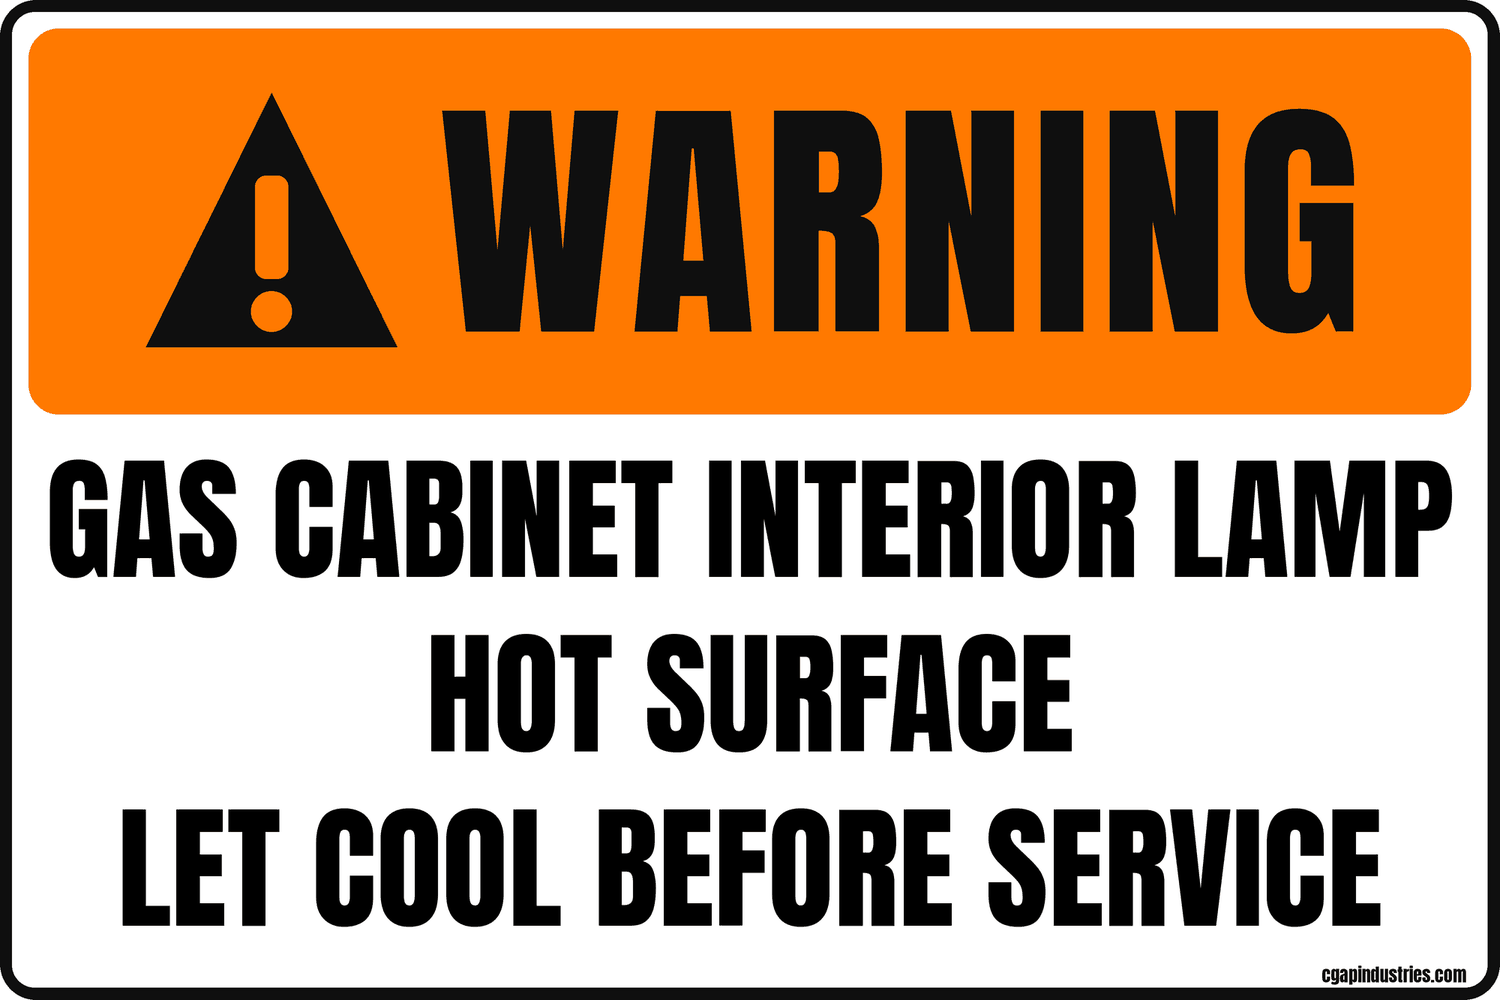 WARNING
GAS CABINET INTERIOR LAMP
HOT SURFACE
LET COOL BEFORE SERVICE
cgapindustries.com